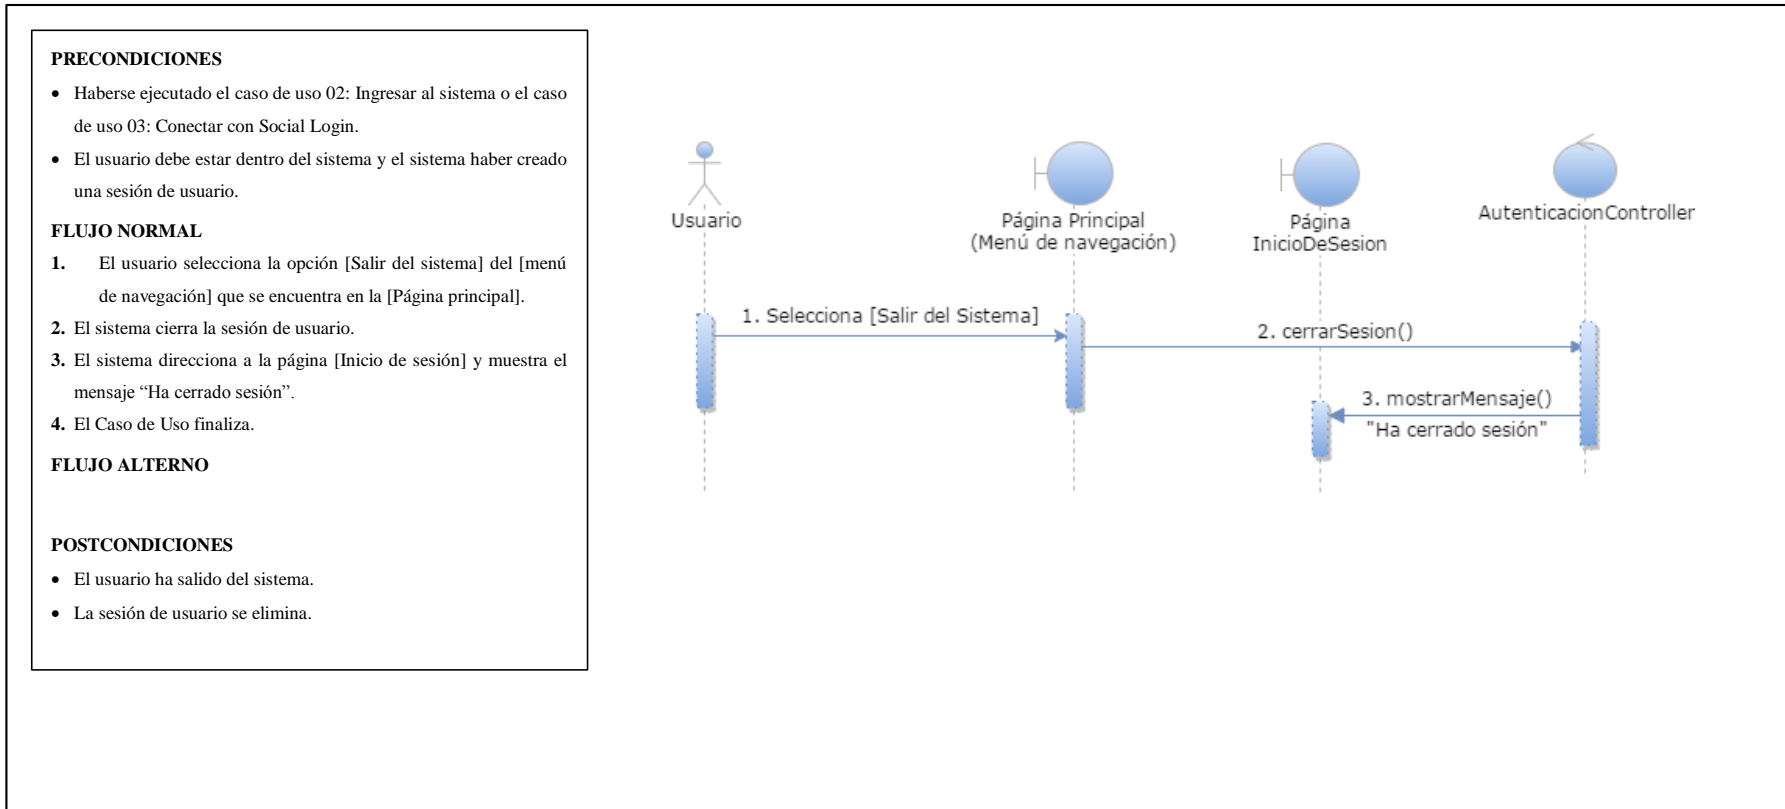 PRECONDICIONES
• Haberse ejecutado el caso de uso 02: Ingresar al sistema o el caso
de uso 03: Conectar con Social Login.
• El usuario debe estar dentro del sistema y el sistema haber creado
una sesión de usuario.
FLUJO NORMAL
1. El usuario selecciona la opción [Salir del sistema] del [menú
de navegación] que se encuentra en la [Página principal].
2. El sistema cierra la sesión de usuario.
3. El sistema direcciona a la página [Inicio de sesión] y muestra el
mensaje “Ha cerrado sesión”.
4. El Caso de Uso finaliza.
FLUJO ALTERNO
POSTCONDICIONES
• El usuario ha salido del sistema.
• La sesión de usuario se elimina.
Usuario
Página Principal
(Menú de navegación)
Página
InicioDeSesion
AutenticacionController
1. Selecciona [Salir del Sistema]
2. cerrarSesion()
3. mostrarMensaje()
"Ha cerrado sesión"